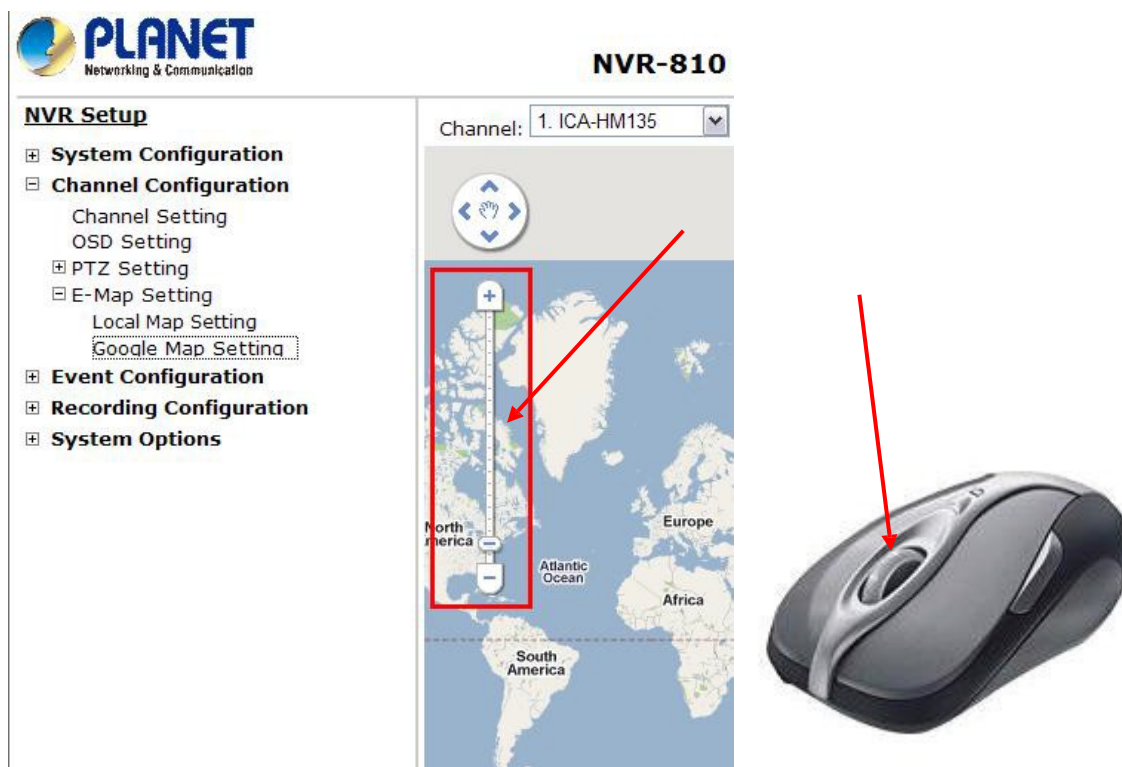 PLANET
Networking & Communication
NVR-810
NVR Setup
System Configuration
Channel Configuration
Channel Setting
OSD Setting
PTZ Setting
E-Map Setting
Local Map Setting
Google Map Setting
Event Configuration
Recording Configuration
System Options
Channel: 1. ICA-HM135
North
America
Europe
Atlantic
Ocean
Africa
South
America